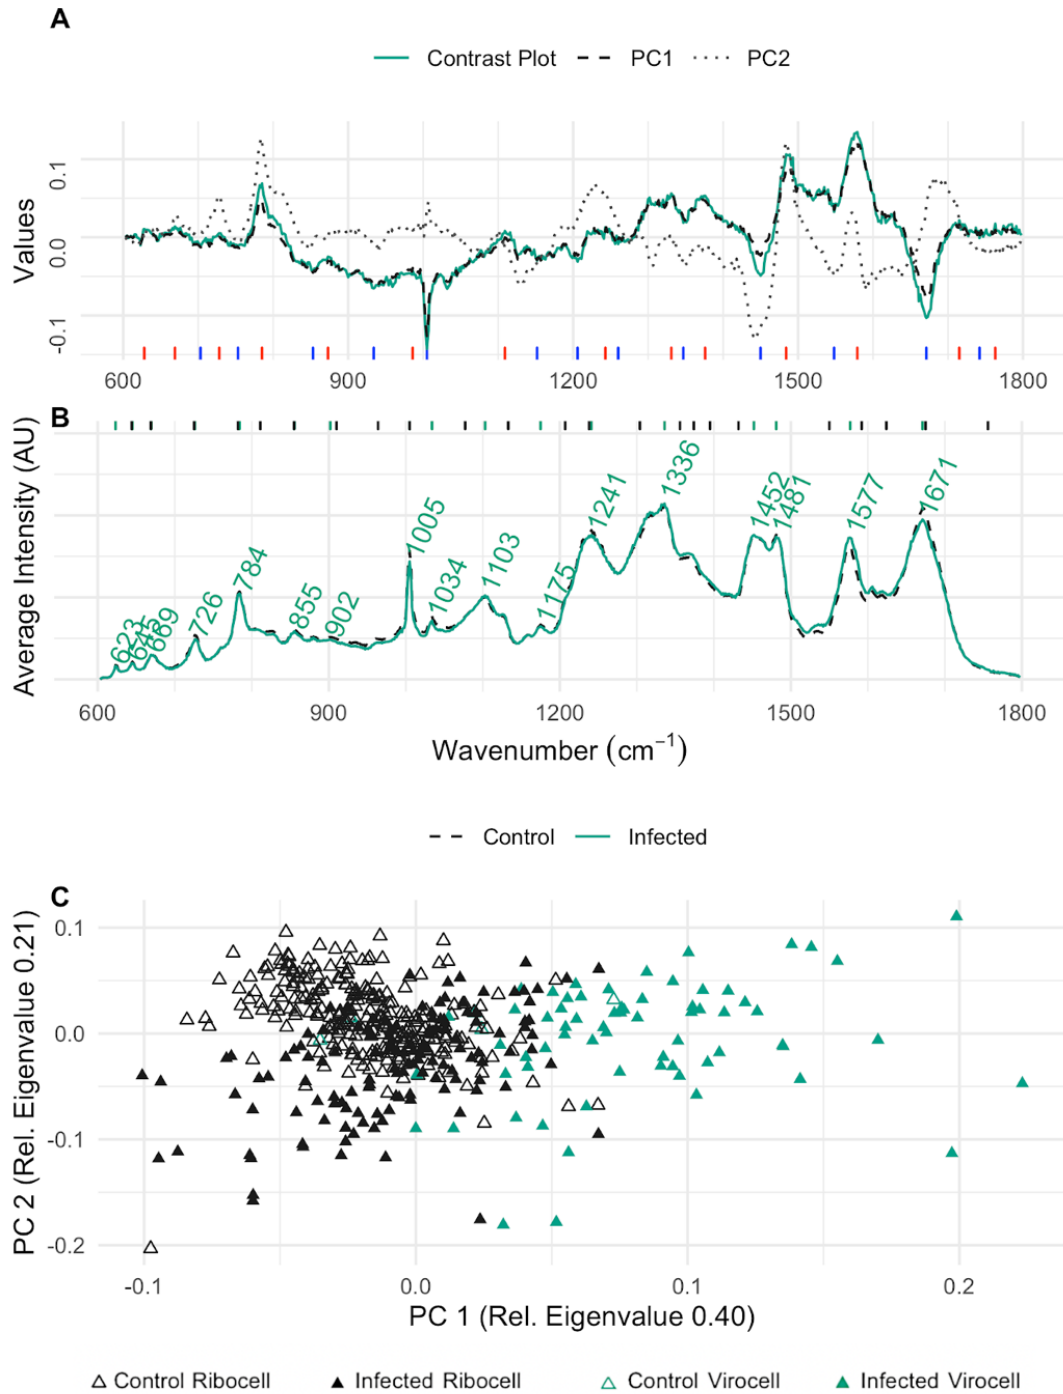 A
Contrast Plot PC1 PC2
Values
0.1
0.0
-0.1
600 900 1200 1500 1800
B
Average Intensity (AU)
623 645 669 726 784 855 902 1005 1034 1103 1175 1241 1336 1452 1481 1577 1671
600 900 1200 1500 1800
Wavenumber (cm⁻¹)
Control Infected
C
PC 2 (Rel. Eigenvalue 0.21)
0.1
0.0
-0.1
-0.2
-0.1 0.0 0.1 0.2
PC 1 (Rel. Eigenvalue 0.40)
Control Ribocell Infected Ribocell Control Virocell Infected Virocell